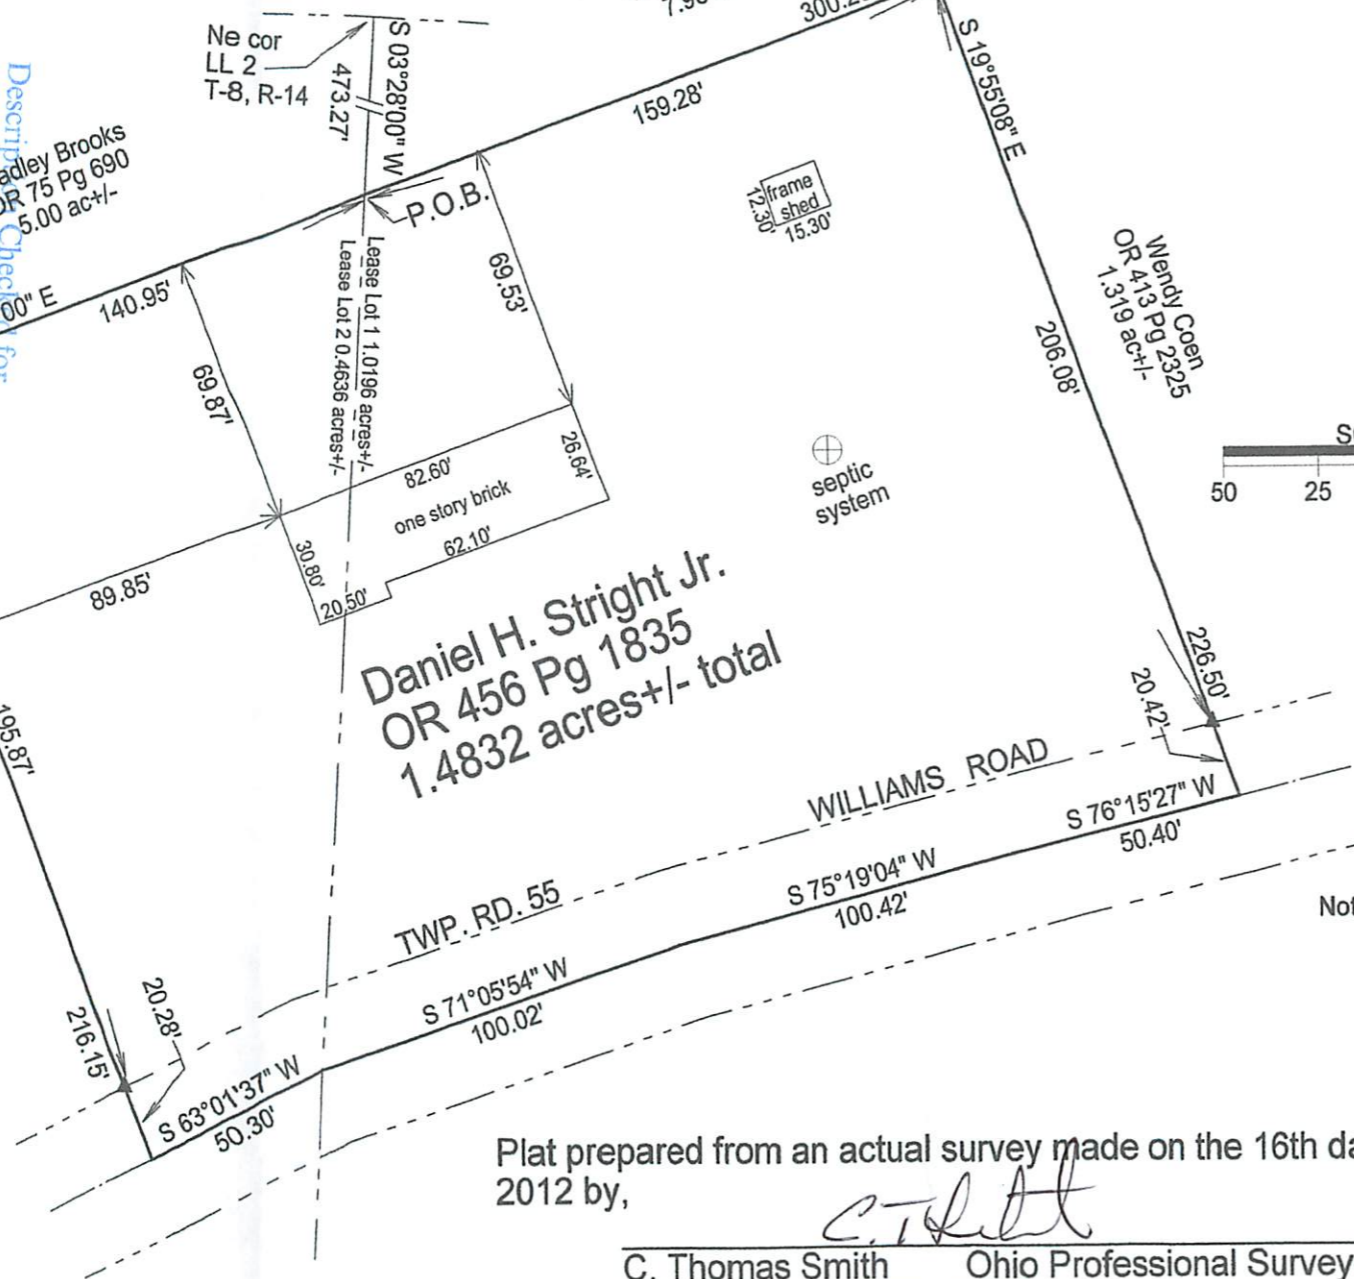 Ne cor
LL 2
T-8, R-14
S 03°28'00" W
473.27'
159.28'
S 19°55'08" E
adley Brooks
OR 75 Pg 690
5.00 ac+/-
Checked for
00" E
140.95'
P.O.B.
Lease Lot 1 1.0196 acres+/-
Lease Lot 2 0.4636 acres+/-
69.53'
69.87'
frame
shed
12.30'
15.30'
Wendy Coen
OR 413 Pg 2325
1.319 ac+/-
206.08'
82.60'
26.64'
one story brick
62.10'
30.80'
20.50'
89.85'
septic
system
50 25
Daniel H. Stright Jr.
OR 456 Pg 1835
1.4832 acres+/- total
195.87'
226.50'
20.42'
WILLIAMS ROAD
S 76°15'27" W
50.40'
S 75°19'04" W
100.42'
TWP. RD. 55
S 71°05'54" W
100.02'
20.28'
216.15'
S 63°01'37" W
50.30'
Plat prepared from an actual survey made on the 16th da
2012 by,
C. Thomas Smith Ohio Professional Survey